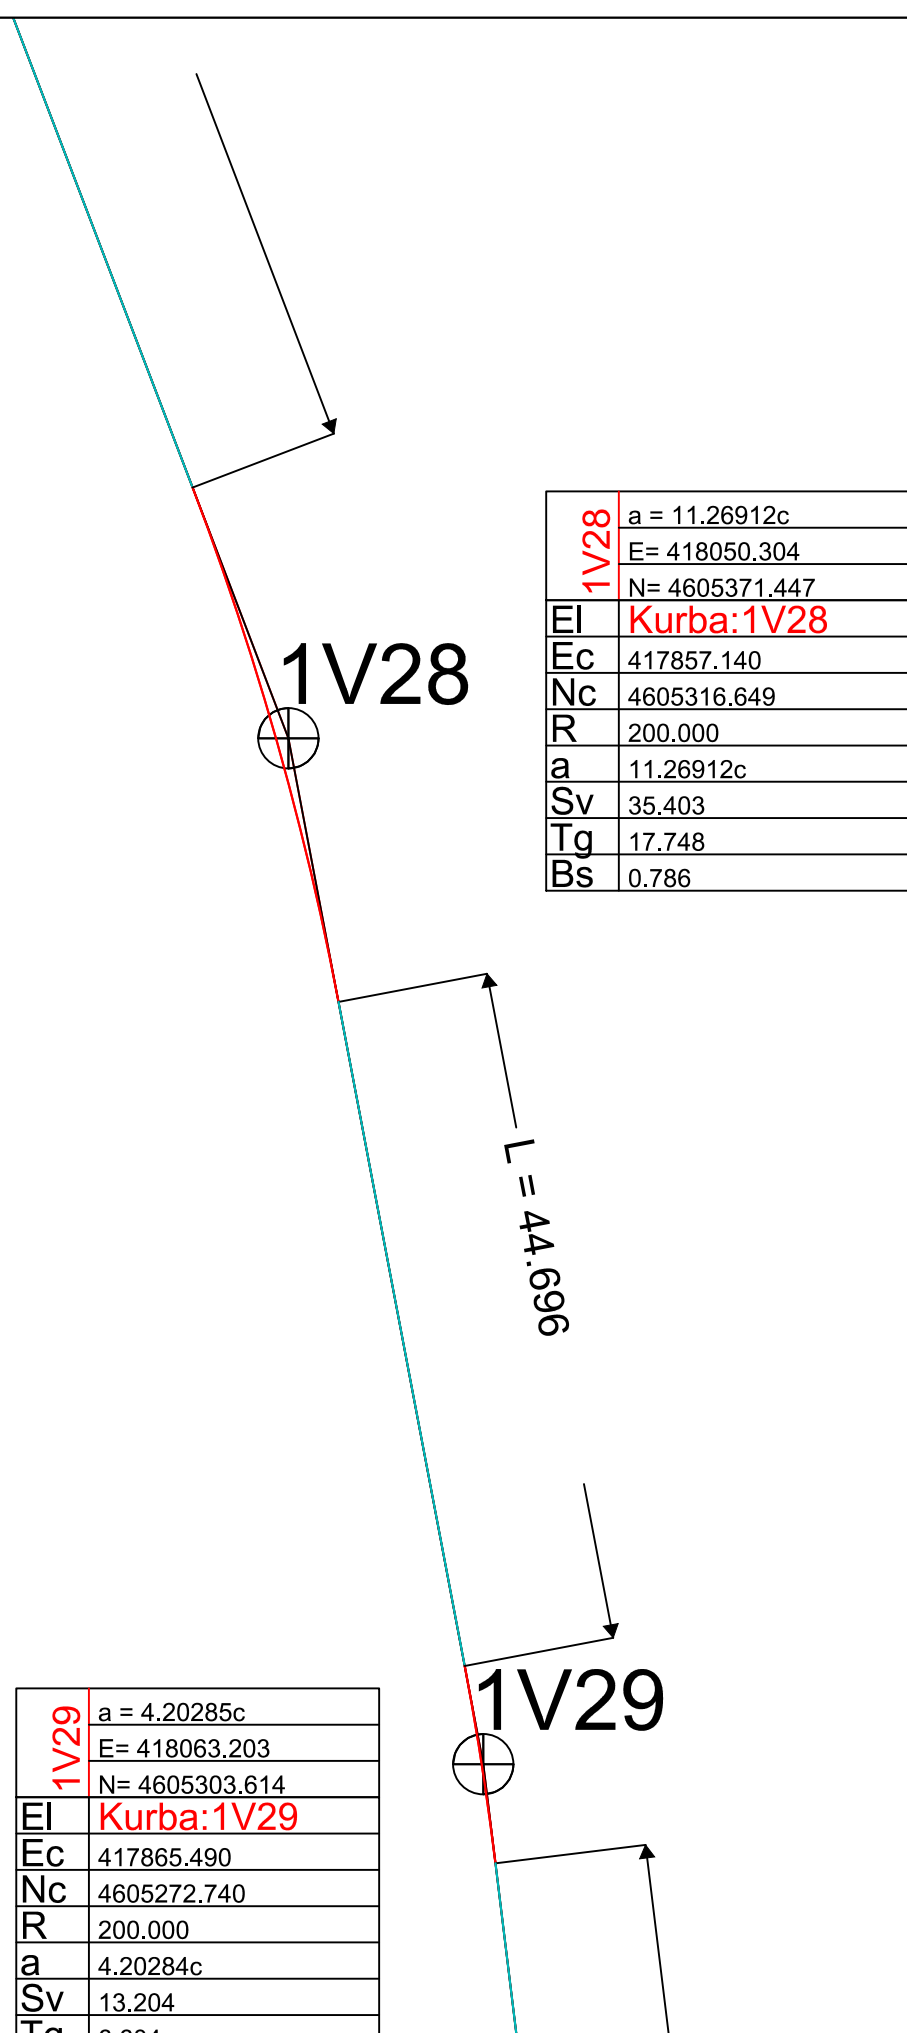 1V28
a = 11.26912c
E= 418050.304
N= 4605371.447
El Kurba:1V28
Ec 417857.140
Nc 4605316.649
R 200.000
a 11.26912c
Sv 35.403
Tg 17.748
Bs 0.786
1V28
L = 44.696
1V29
1V29
a = 4.20285c
E= 418063.203
N= 4605303.614
El Kurba:1V29
Ec 417865.490
Nc 4605272.740
R 200.000
a 4.20284c
Sv 13.204
Tg